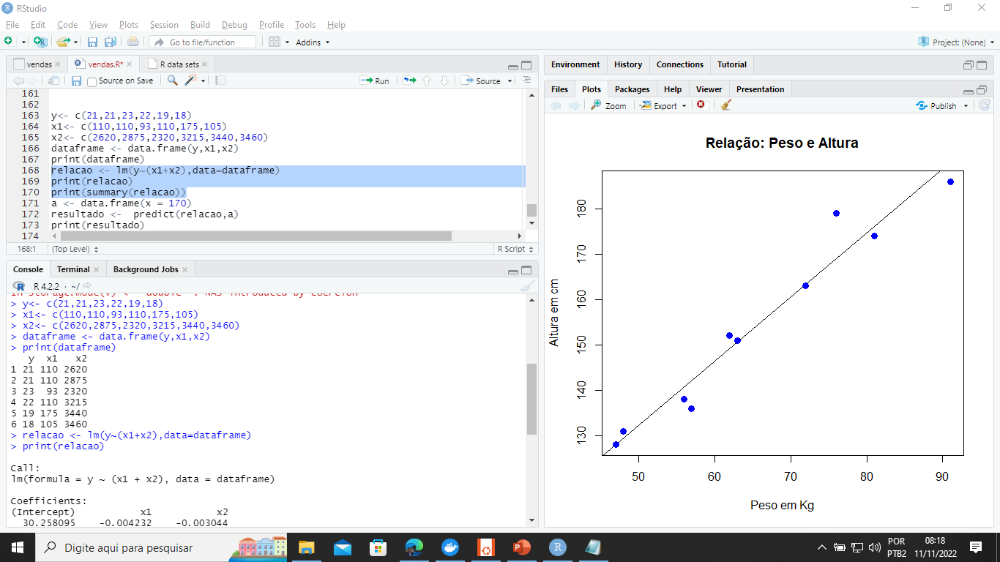 RStudio
File Edit Code View Plots Session Build Debug Profile Tools Help
Go to file/function Addins Project: (None)
vendas vendas.R* R data sets
Source on Save Run Source
161
162
163 y<- c(21,21,23,22,19,18)
164 x1<- c(110,110,93,110,175,105)
165 x2<- c(2620,2875,2320,3215,3440,3460)
166 dataframe <- data.frame(y,x1,x2)
167 print(dataframe)
168 relacao <- lm(y~(x1+x2),data=dataframe)
169 print(relacao)
170 print(summary(relacao))
171 a <- data.frame(x = 170)
172 resultado <-  predict(relacao,a)
173 print(resultado)
174
168:1 (Top Level) R Script
Console Terminal Background Jobs
R 4.2.2 · ~/
> y<- c(21,21,23,22,19,18)
> x1<- c(110,110,93,110,175,105)
> x2<- c(2620,2875,2320,3215,3440,3460)
> dataframe <- data.frame(y,x1,x2)
> print(dataframe)
y x1 x2
1 21 110 2620
2 21 110 2875
3 23 93 2320
4 22 110 3215
5 19 175 3440
6 18 105 3460
> relacao <- lm(y~(x1+x2),data=dataframe)
> print(relacao)
Call:
lm(formula = y ~ (x1 + x2), data = dataframe)
Coefficients:
(Intercept) x1 x2
30.258095 -0.004232 -0.003044
Environment History Connections Tutorial
Files Plots Packages Help Viewer Presentation
Zoom Export Publish
Relação: Peso e Altura
Altura em cm
180
170
160
150
140
130
50 60 70 80 90
Peso em Kg
Digite aqui para pesquisar
POR
PTB2
08:18
11/11/2022